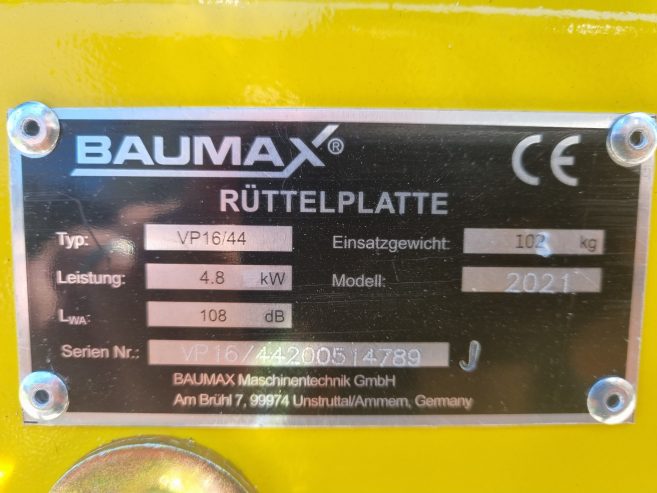 BAUMAX® CE
RÜTTELPLATTE
Typ: VP16/44 Einsatzgewicht: 102 kg
Leistung: 4.8 kW Modell: 2021
LWA: 108 dB
Serien Nr.: VP16/44200514789 J
BAUMAX Maschinentechnik GmbH
Am Brühl 7, 99974 Unstruttal/Ammern, Germany